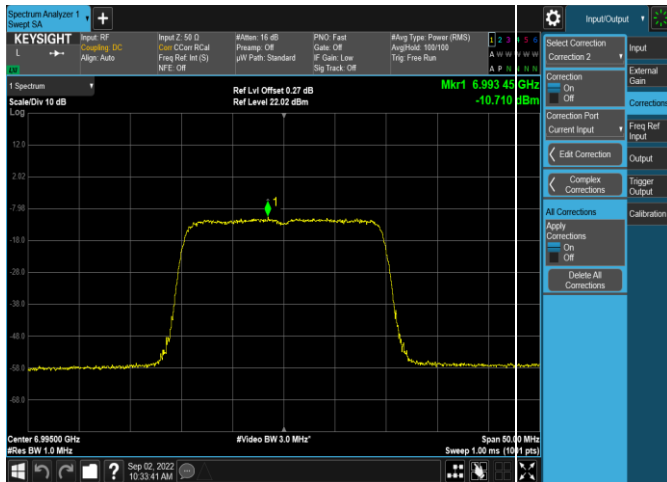 Spectrum Analyzer 1
Swept SA
+
Input/Output
KEYSIGHT
L
Input: RF
Coupling: DC
Align: Auto
Input Z: 50 Ω
Corr CCorr RCal
Freq Ref: Int (S)
NFE: Off
#Atten: 16 dB
Preamp: Off
µW Path: Standard
PNO: Fast
Gate: Off
IF Gain: Low
Sig Track: Off
#Avg Type: Power (RMS)
Avg|Hold: 100/100
Trig: Free Run
1 2 3 4 5 6
A W W W W W
A P N N N N
1 Spectrum
Scale/Div 10 dB
Log
Ref Lvl Offset 0.27 dB
Ref Level 22.02 dBm
Mkr1 6.993 45 GHz
-10.710 dBm
12.0
2.02
-7.98
-18.0
-28.0
-38.0
-48.0
-58.0
-68.0
1
Center 6.99500 GHz
#Res BW 1.0 MHz
#Video BW 3.0 MHz*
Span 50.00 MHz
Sweep 1.00 ms (1001 pts)
?
Sep 02, 2022
10:33:41 AM
Select Correction
Correction 2
Correction
On
Off
Correction Port
Current Input
Edit Correction
Complex
Corrections
All Corrections
Apply
Corrections
On
Off
Delete All
Corrections
Input
External
Gain
Corrections
Freq Ref
Input
Output
Trigger
Output
Calibration